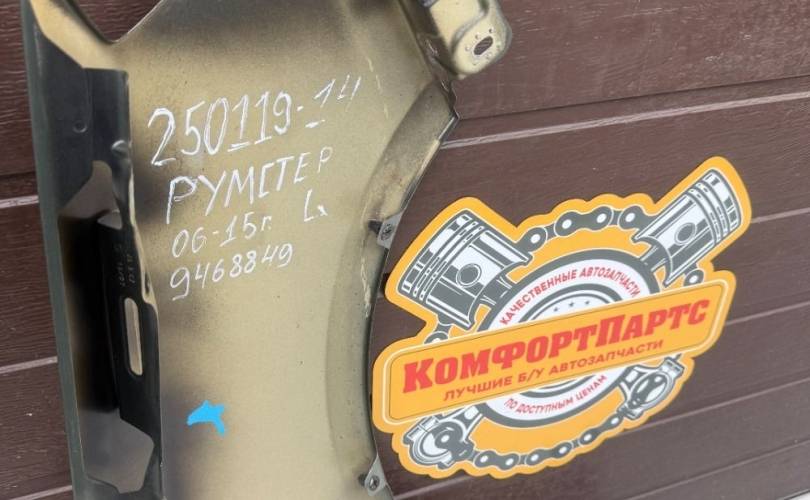 250119-14
РУМСТЕР
06-15г. L
9468849
КАЧЕСТВЕННЫЕ АВТОЗАПЧАСТИ
КОМФОРТПАРТС
ЛУЧШИЕ Б/У АВТОЗАПЧАСТИ
ПО ДОСТУПНЫМ ЦЕНАМ